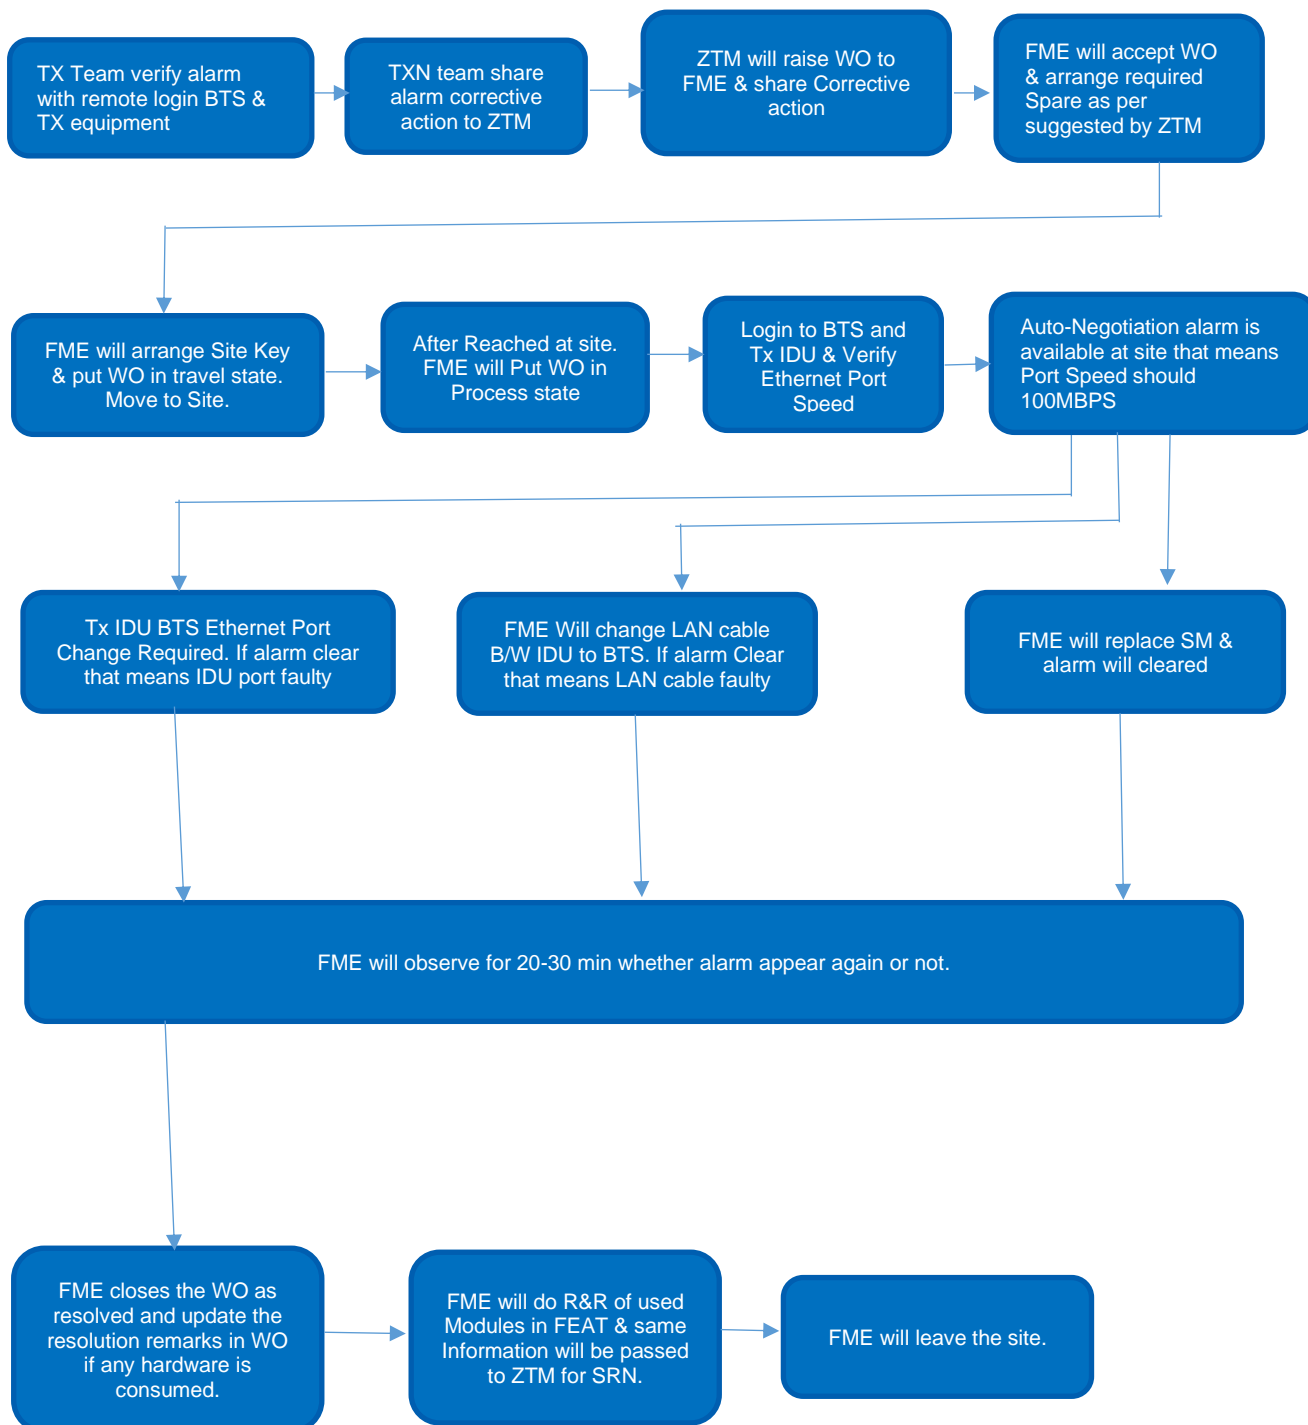 TX Team verify alarm
with remote login BTS &
TX equipment
TXN team share
alarm corrective
action to ZTM
ZTM will raise WO to
FME & share Corrective
action
FME will accept WO
& arrange required
Spare as per
suggested by ZTM
FME will arrange Site Key
& put WO in travel state.
Move to Site.
After Reached at site.
FME will Put WO in
Process state
Login to BTS and
Tx IDU & Verify
Ethernet Port
Speed
Auto-Negotiation alarm is
available at site that means
Port Speed should
100MBPS
Tx IDU BTS Ethernet Port
Change Required. If alarm clear
that means IDU port faulty
FME Will change LAN cable
B/W IDU to BTS. If alarm Clear
that means LAN cable faulty
FME will replace SM &
alarm will cleared
FME will observe for 20-30 min whether alarm appear again or not.
FME closes the WO as
resolved and update the
resolution remarks in WO
if any hardware is
consumed.
FME will do R&R of used
Modules in FEAT & same
Information will be passed
to ZTM for SRN.
FME will leave the site.